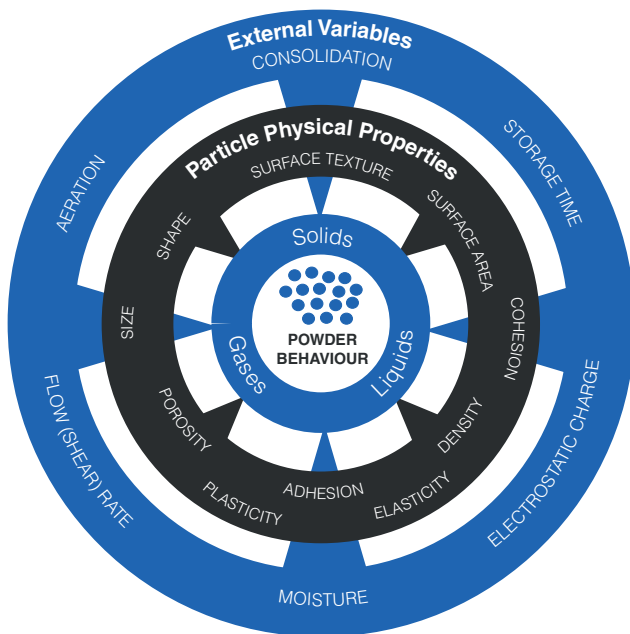 External Variables
CONSOLIDATION
STORAGE TIME
ELECTROSTATIC CHARGE
MOISTURE
FLOW (SHEAR) RATE
AERATION
Particle Physical Properties
SURFACE TEXTURE
SURFACE AREA
COHESION
DENSITY
ELASTICITY
ADHESION
PLASTICITY
POROSITY
SIZE
SHAPE
Solids
Liquids
Gases
POWDER
BEHAVIOUR